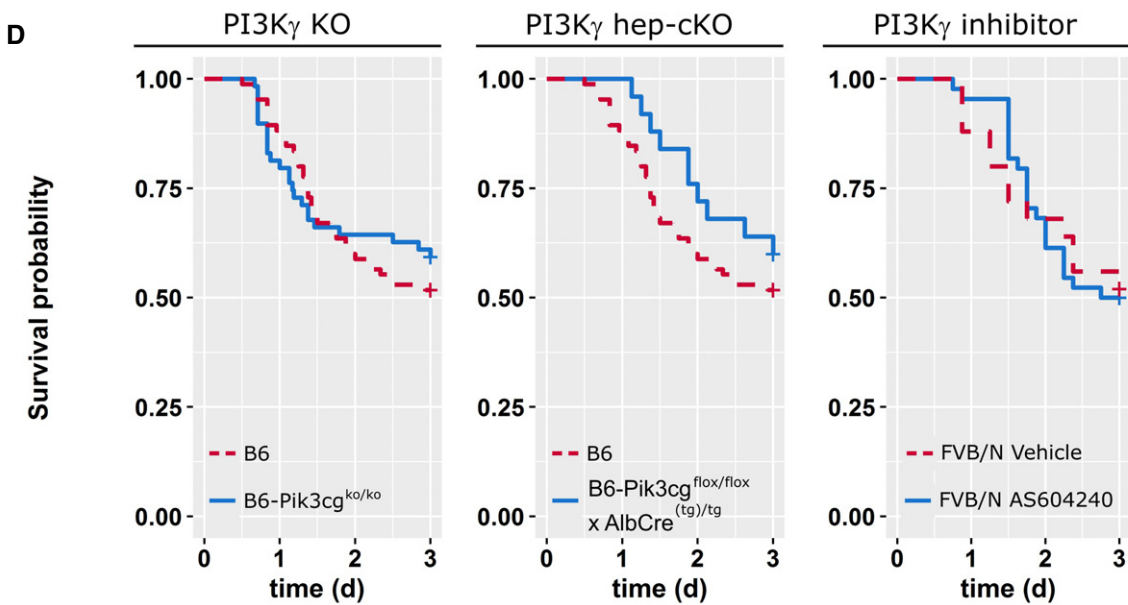 D
PI3Kγ KO
PI3Kγ hep-cKO
PI3Kγ inhibitor
Survival probability
1.00
0.75
0.50
0.25
0.00
B6
B6-Pik3cg^ko/ko
0 1 2 3
time (d)
1.00
0.75
0.50
0.25
0.00
B6
B6-Pik3cg^flox/flox
x AlbCre^(tg)/tg
0 1 2 3
time (d)
1.00
0.75
0.50
0.25
0.00
FVB/N Vehicle
FVB/N AS604240
0 1 2 3
time (d)